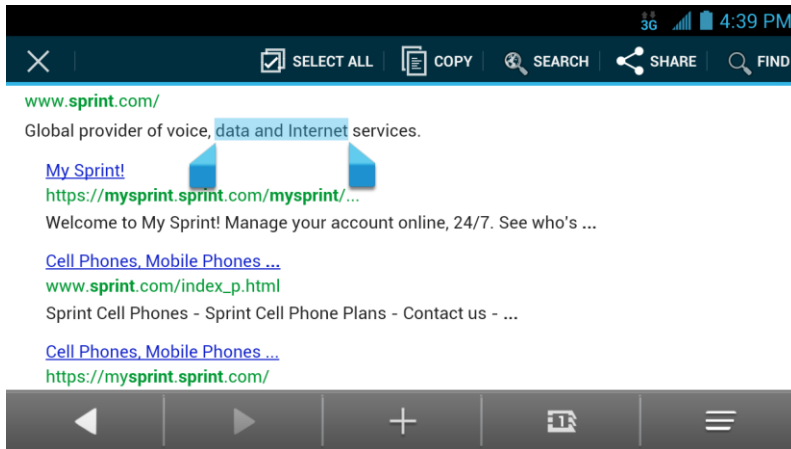 3G 4:39 PM
SELECT ALL COPY SEARCH SHARE FIND
www.sprint.com/
Global provider of voice, data and Internet services.
My Sprint!
https://mysprint.sprint.com/mysprint/...
Welcome to My Sprint! Manage your account online, 24/7. See who's ...
Cell Phones, Mobile Phones ...
www.sprint.com/index_p.html
Sprint Cell Phones - Sprint Cell Phone Plans - Contact us - ...
Cell Phones, Mobile Phones ...
https://mysprint.sprint.com/
1